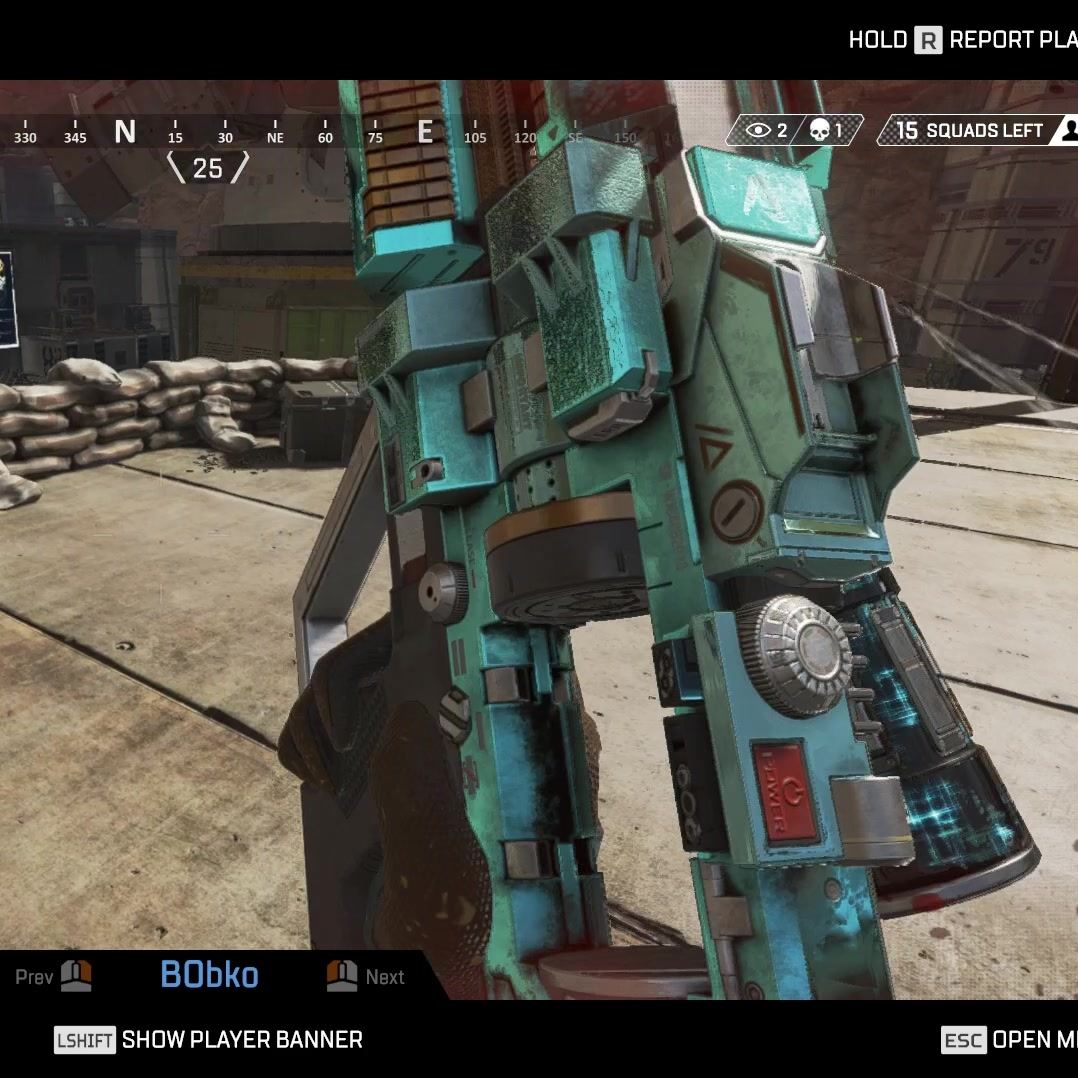 HOLD R REPORT PLA
330 345 N 15 30 NE 60 75 E 105 120 SE 150
25
2 1
15 SQUADS LEFT
79
POWER
Prev B0bko Next
LSHIFT SHOW PLAYER BANNER
ESC OPEN M